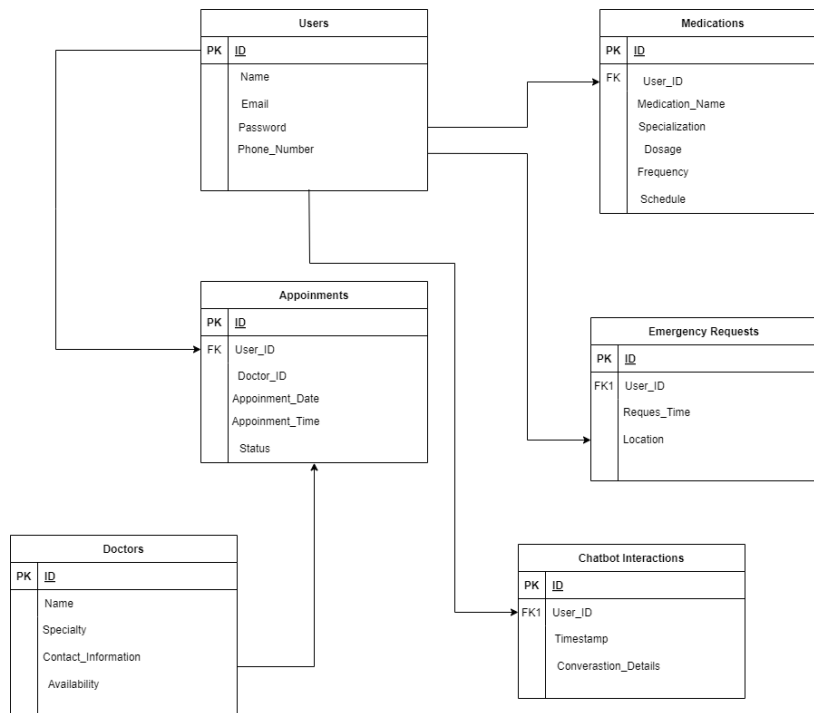 Users
PK ID
Name
Email
Password
Phone_Number
Medications
PK ID
FK User_ID
Medication_Name
Specialization
Dosage
Frequency
Schedule
Appoinments
PK ID
FK User_ID
Doctor_ID
Appoinment_Date
Appoinment_Time
Status
Emergency Requests
PK ID
FK1 User_ID
Reques_Time
Location
Doctors
PK ID
Name
Specialty
Contact_Information
Availability
Chatbot Interactions
PK ID
FK1 User_ID
Timestamp
Converastion_Details